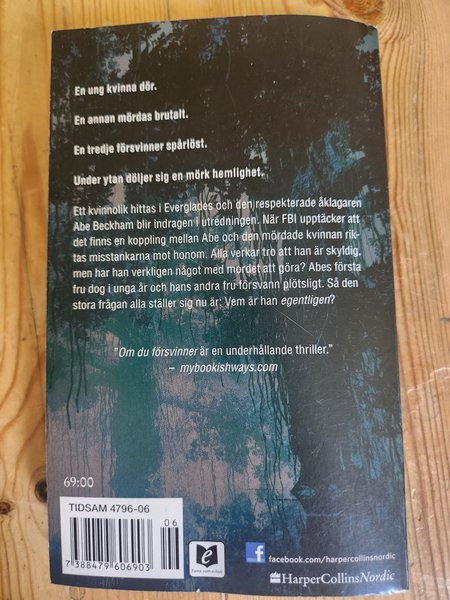 En ung kvinna dör.
En annan mördas brutalt.
En tredje försvinner spårlöst.
Under ytan döljer sig en mörk hemlighet.
Ett kvinnolik hittas i Everglades och den respekterade åklagaren
Abe Beckham blir indragen i utredningen. När FBI upptäcker att
det finns en koppling mellan Abe och den mördade kvinnan rik-
tas misstankarna mot honom. Alla verkar tro att han är skyldig,
men har han verkligen något med mordet att göra? Abes första
fru dog i unga år och hans andra fru försvann plötsligt. Så den
stora frågan alla ställer sig nu är: Vem är han egentligen?
"Om du försvinner är en underhållande thriller."
– mybookishways.com
69:00
TIDSAM 4796-06
06
7 388479 606903
e
Finns som e-bok
f
facebook.com/harpercollinsnordic
HarperCollinsNordic